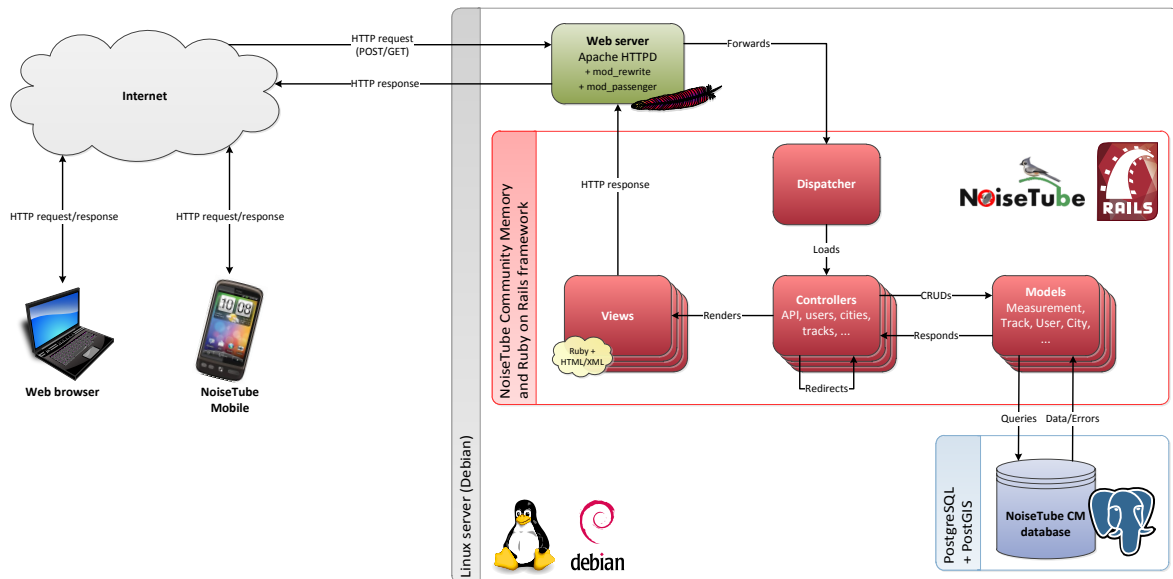 HTTP request
(POST/GET)
HTTP response
Internet
HTTP request/response
HTTP request/response
Web browser
NoiseTube
Mobile
Linux server (Debian)
Web server
Apache HTTPD
+ mod_rewrite
+ mod_passenger
Forwards
NoiseTube Community Memory
and Ruby on Rails framework
HTTP response
Dispatcher
NOISETUBE
RAILS
Loads
Views
Ruby +
HTML/XML
Renders
Controllers
API, users, cities,
tracks, ...
Redirects
CRUDs
Responds
Models
Measurement,
Track, User, City,
...
Queries
Data/Errors
PostgreSQL
+ PostGIS
NoiseTube CM
database
debian